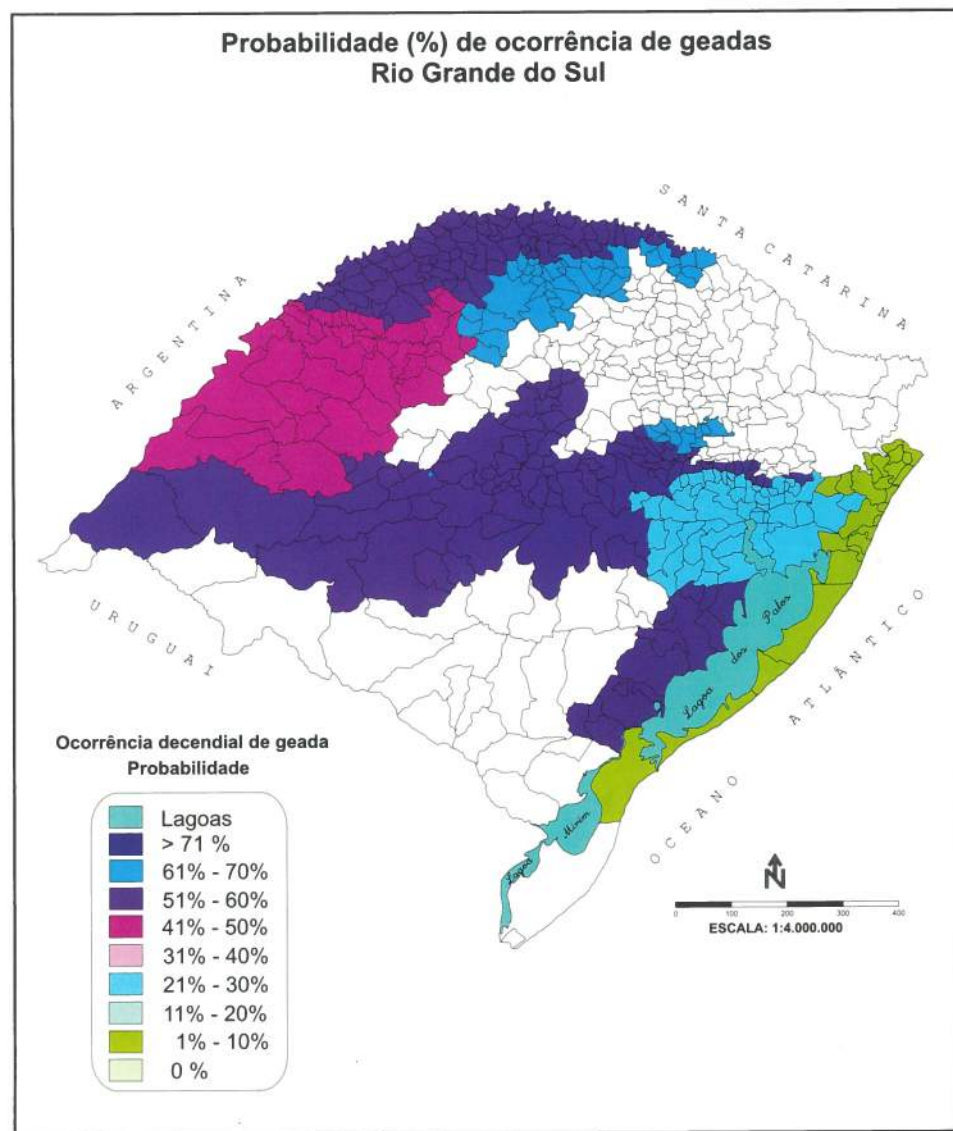 Probabilidade (%) de ocorrência de geadas
Rio Grande do Sul
SANTA CATARINA
ARGENTINA
URUGUAI
OCEANO ATLÂNTICO
Lagoa dos Patos
Lagoa Mirim
Ocorrência decendial de geada
Probabilidade
Lagoas
> 71 %
61% - 70%
51% - 60%
41% - 50%
31% - 40%
21% - 30%
11% - 20%
1% - 10%
0 %
N
0 100 200 300 400
ESCALA: 1:4.000.000